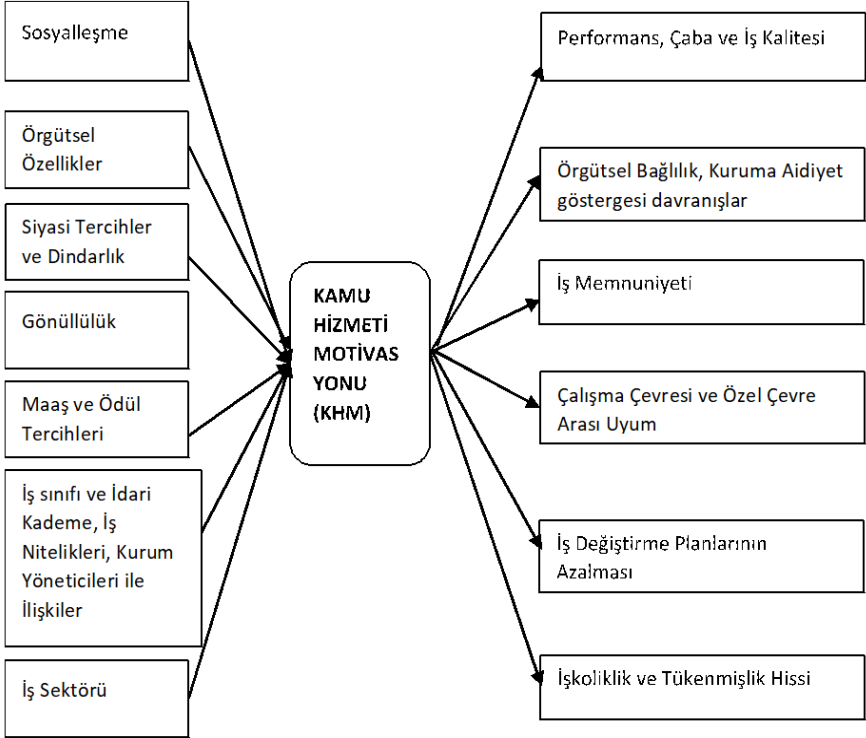 Sosyalleşme
Örgütsel
Özellikler
Siyasi Tercihler
ve Dindarlık
Gönüllülük
Maaş ve Ödül
Tercihleri
İş sınıfı ve İdari
Kademe, İş
Nitelikleri, Kurum
Yöneticileri ile
İlişkiler
İş Sektörü
KAMU
HİZMETİ
MOTİVAS
YONU
(KHM)
Performans, Çaba ve İş Kalitesi
Örgütsel Bağlılık, Kuruma Aidiyet
göstergesi davranışlar
İş Memnuniyeti
Çalışma Çevresi ve Özel Çevre
Arası Uyum
İş Değiştirme Planlarının
Azalması
İşkoliklik ve Tükenmişlik Hissi